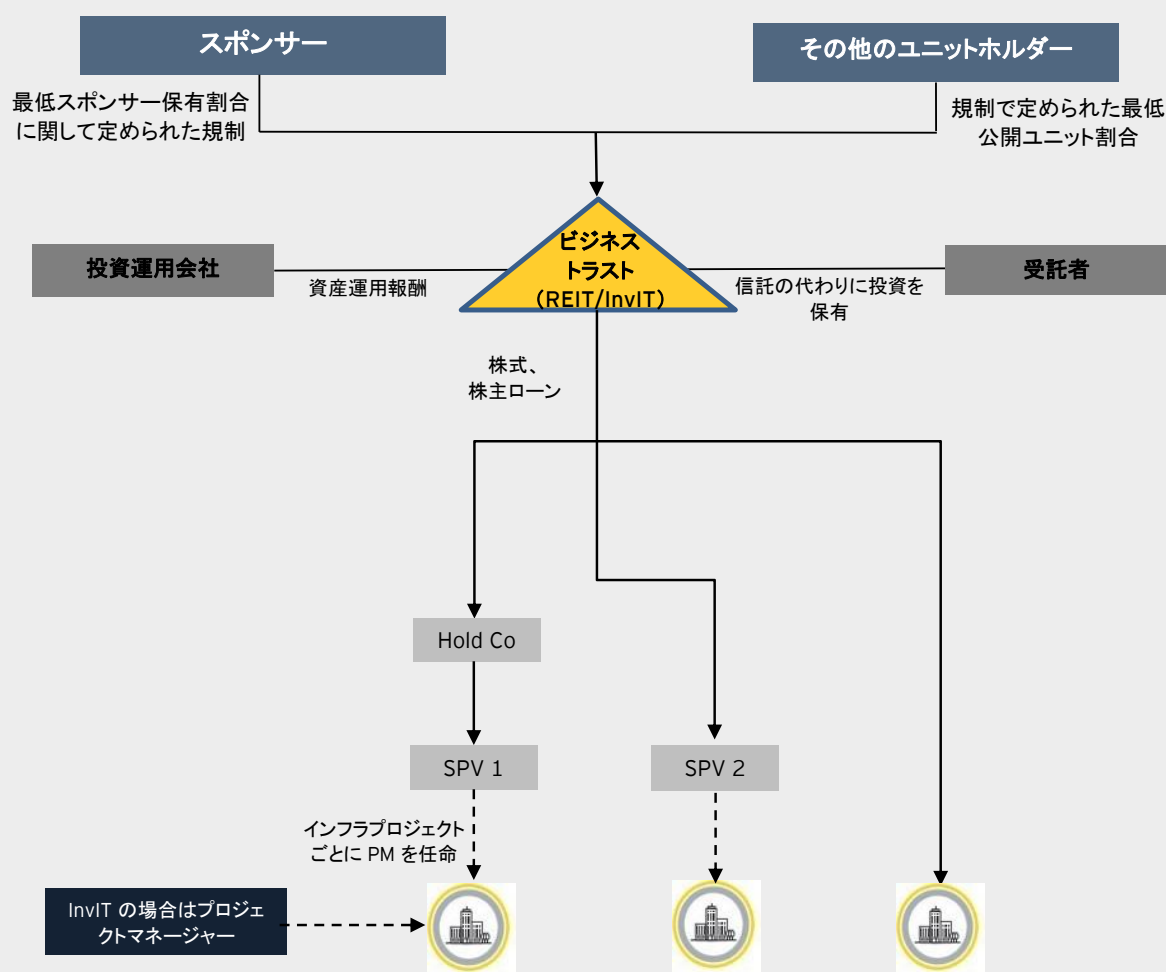 スポンサー
その他のユニットホルダー
最低スポンサー保有割合
に関して定められた規制
規制で定められた最低
公開ユニット割合
ビジネス
トラスト
(REIT/InvIT)
投資運用会社
資産運用報酬
信託の代わりに投資を
保有
受託者
株式、
株主ローン
Hold Co
SPV 1
SPV 2
インフラプロジェクト
ごとに PM を任命
InvIT の場合はプロジェ
クトマネージャー